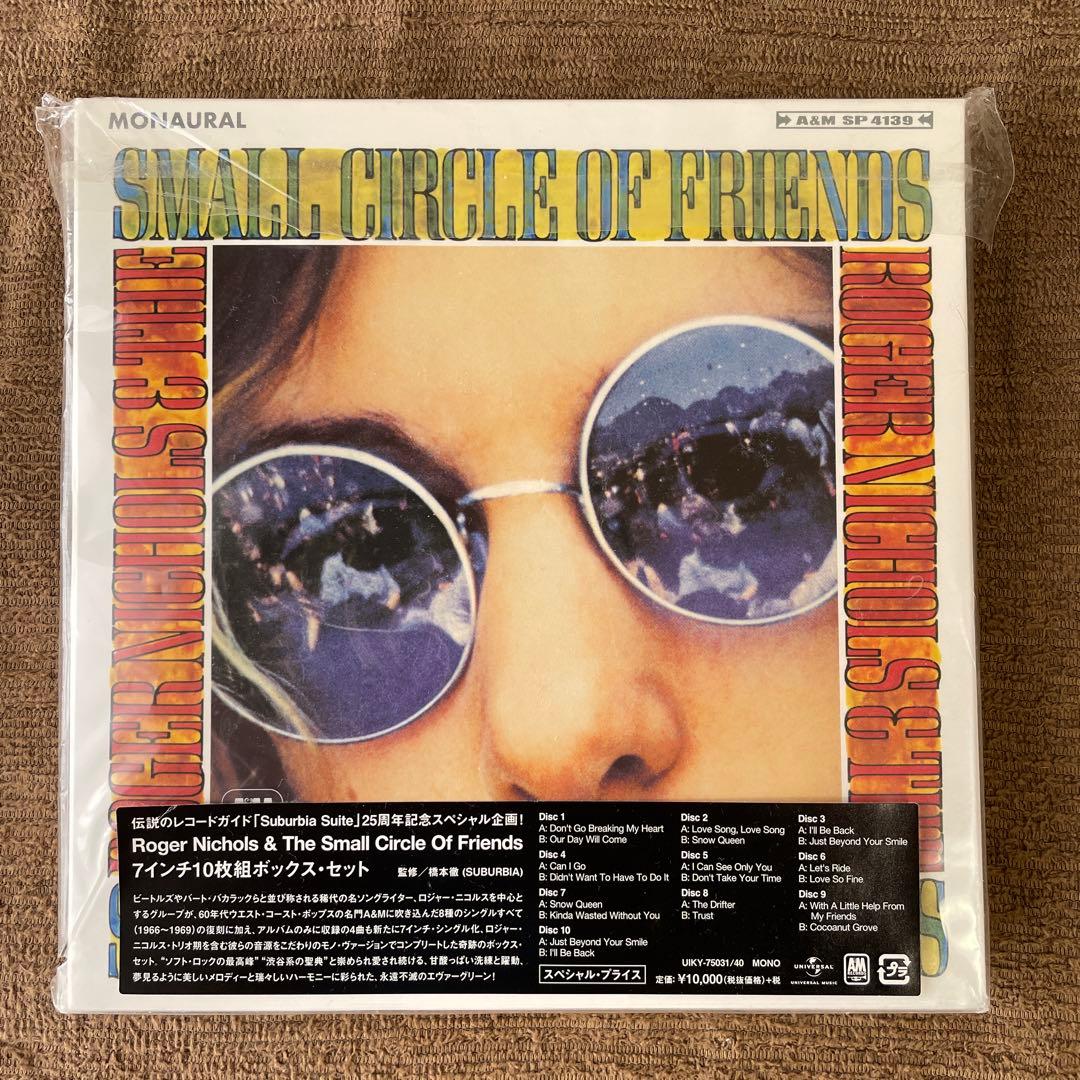 MONAURAL
A&M SP 4139
SMALL CIRCLE OF FRIENDS
ROGER NICHOLS & THE
ROGER NICHOLS & THE
伝説のレコードガイド「Suburbia Suite」25周年記念スペシャル企画!
Roger Nichols & The Small Circle Of Friends
7インチ10枚組ボックス・セット 監修/橋本徹 (SUBURBIA)
ビートルズやバート・バカラックらと並び称される稀代の名ソングライター、ロジャー・ニコルスを中心と
するグループが、60年代ウエスト・コースト・ポップスの名門A&Mに吹き込んだ8種のシングルすべて
(1966〜1969)の復刻に加え、アルバムのみに収録の4曲も新たに7インチ・シングル化。ロジャー・
ニコルス・トリオ期を含む彼らの音源をこだわりのモノ・ヴァージョンでコンプリートした奇跡のボックス・
セット。“ソフト・ロックの最高峰”“渋谷系の聖典”と崇められ愛され続ける、甘酸っぱい洗練と躍動、
夢見るように美しいメロディーと瑞々しいハーモニーに彩られた、永遠不滅のエヴァーグリーン!
Disc 1
A: Don't Go Breaking My Heart
B: Our Day Will Come
Disc 2
A: Love Song, Love Song
B: Snow Queen
Disc 3
A: I'll Be Back
B: Just Beyond Your Smile
Disc 4
A: Can I Go
B: Didn't Want To Have To Do It
Disc 5
A: I Can See Only You
B: Don't Take Your Time
Disc 6
A: Let's Ride
B: Love So Fine
Disc 7
A: Snow Queen
B: Kinda Wasted Without You
Disc 8
A: The Drifter
B: Trust
Disc 9
A: With A Little Help From
My Friends
B: Cocoanut Grove
Disc 10
A: Just Beyond Your Smile
B: I'll Be Back
スペシャル・プライス
UIKY-75031/40 MONO
定価:¥10,000(税抜価格)+税
UNIVERSAL
UNIVERSAL MUSIC
A&M
RECORDS
プラ